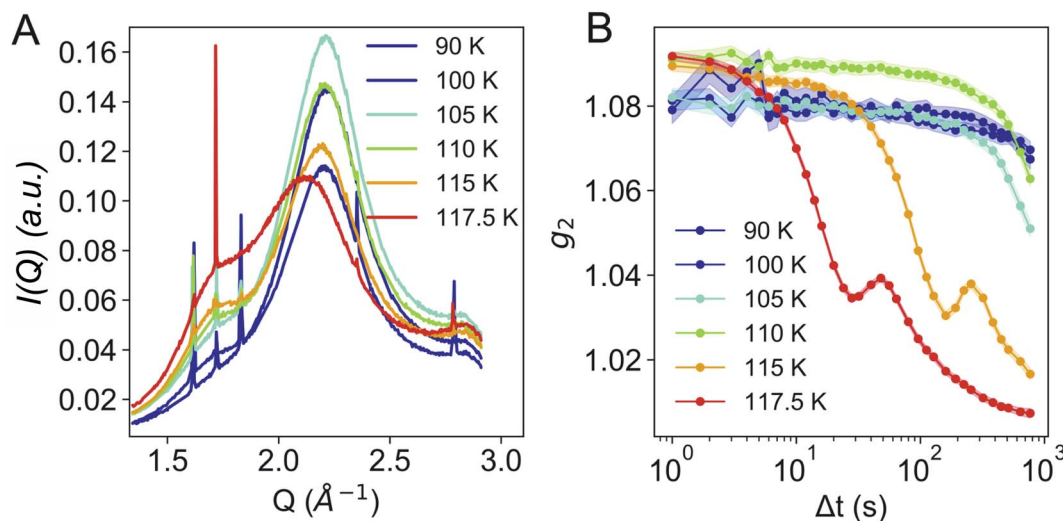 A
I(Q) (a.u.)
0.16
0.14
0.12
0.10
0.08
0.06
0.04
0.02
90 K
100 K
105 K
110 K
115 K
117.5 K
1.5
2.0
2.5
3.0
Q (Å⁻¹)
B
g₂
1.08
1.06
1.04
1.02
90 K
100 K
105 K
110 K
115 K
117.5 K
10⁰
10¹
10²
10³
Δt (s)